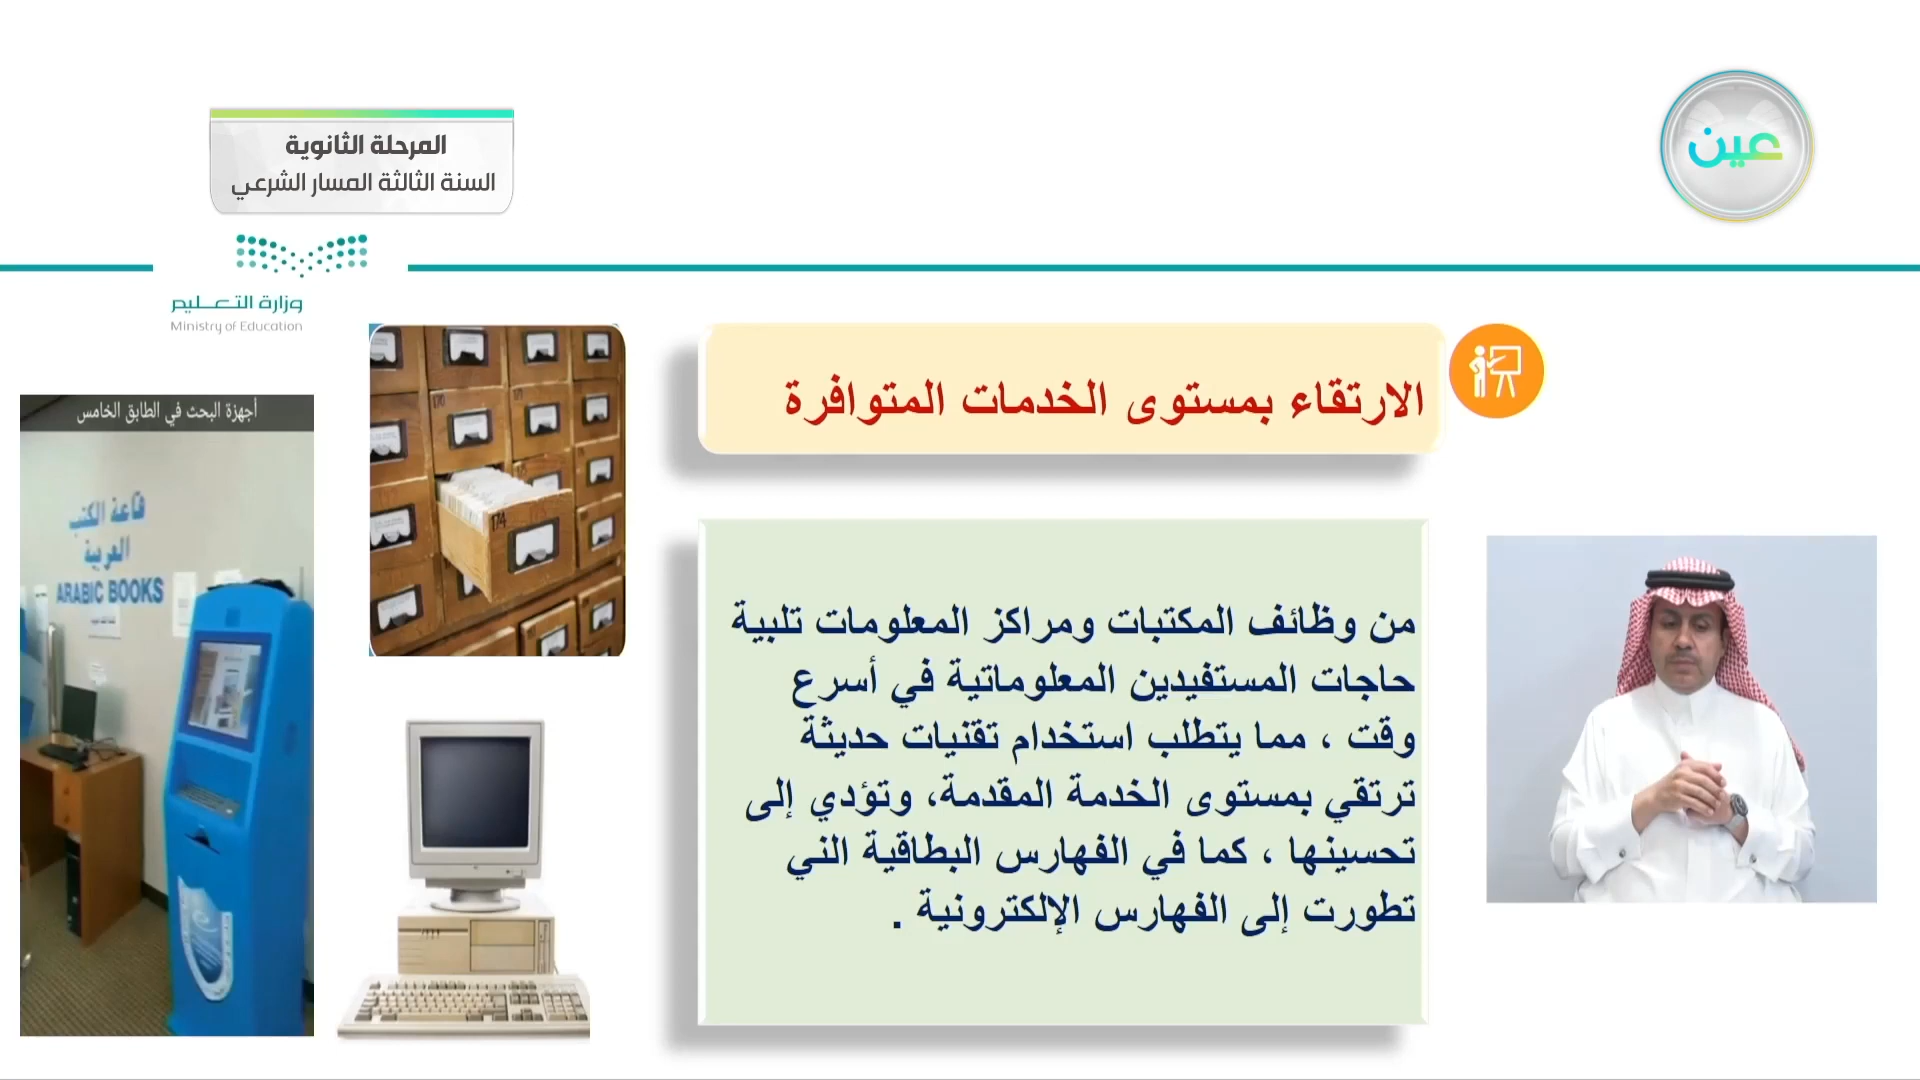 المرحلة الثانوية
السنة الثالثة المسار الشرعي
عين
وزارة التعليم
Ministry of Education
الارتقاء بمستوى الخدمات المتوافرة
من وظائف المكتبات ومراكز المعلومات تلبية
حاجات المستفيدين المعلوماتية في أسرع
وقت ، مما يتطلب استخدام تقنيات حديثة
ترتقي بمستوى الخدمة المقدمة، وتؤدي إلى
تحسينها ، كما في الفهارس البطاقية الني
تطورت إلى الفهارس الإلكترونية .
أجهزة البحث في الطابق الخامس
قاعة الكتب
العربية
ARABIC BOOKS
174